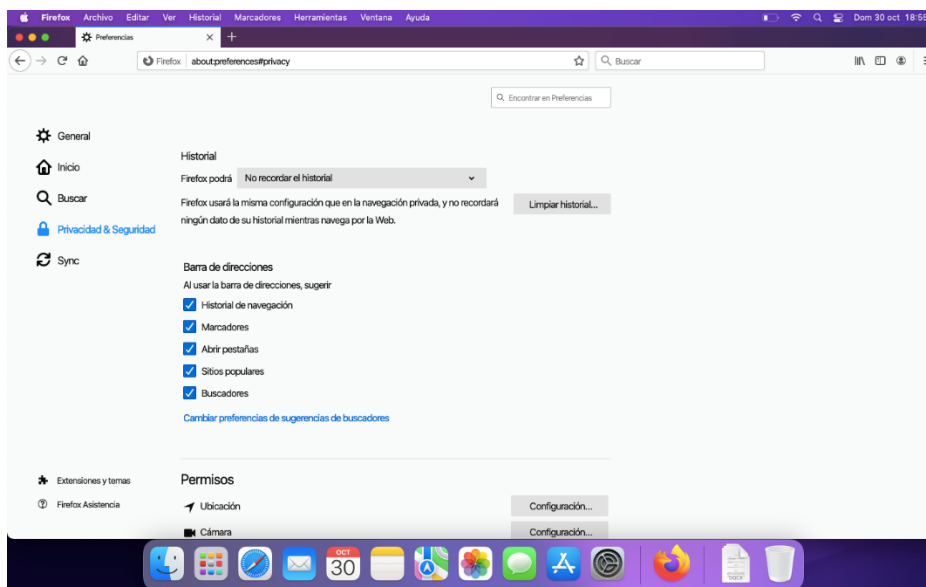 Firefox Archivo Editar Ver Historial Marcadores Herramientas Ventana Ayuda Dom 30 oct 18:55
Preferencias
Firefox about:preferences#privacy Buscar
Encontrar en Preferencias
General
Inicio
Buscar
Privacidad & Seguridad
Sync
Historial
Firefox podrá No recordar el historial
Firefox usará la misma configuración que en la navegación privada, y no recordará
ningún dato de su historial mientras navega por la Web.
Limpiar historial...
Barra de direcciones
Al usar la barra de direcciones, sugerir
Historial de navegación
Marcadores
Abrir pestañas
Sitios populares
Buscadores
Cambiar preferencias de sugerencias de buscadores
Extensiones y temas
Firefox Asistencia
Permisos
Ubicación Configuración...
Cámara Configuración...
OCT
30
DOCX